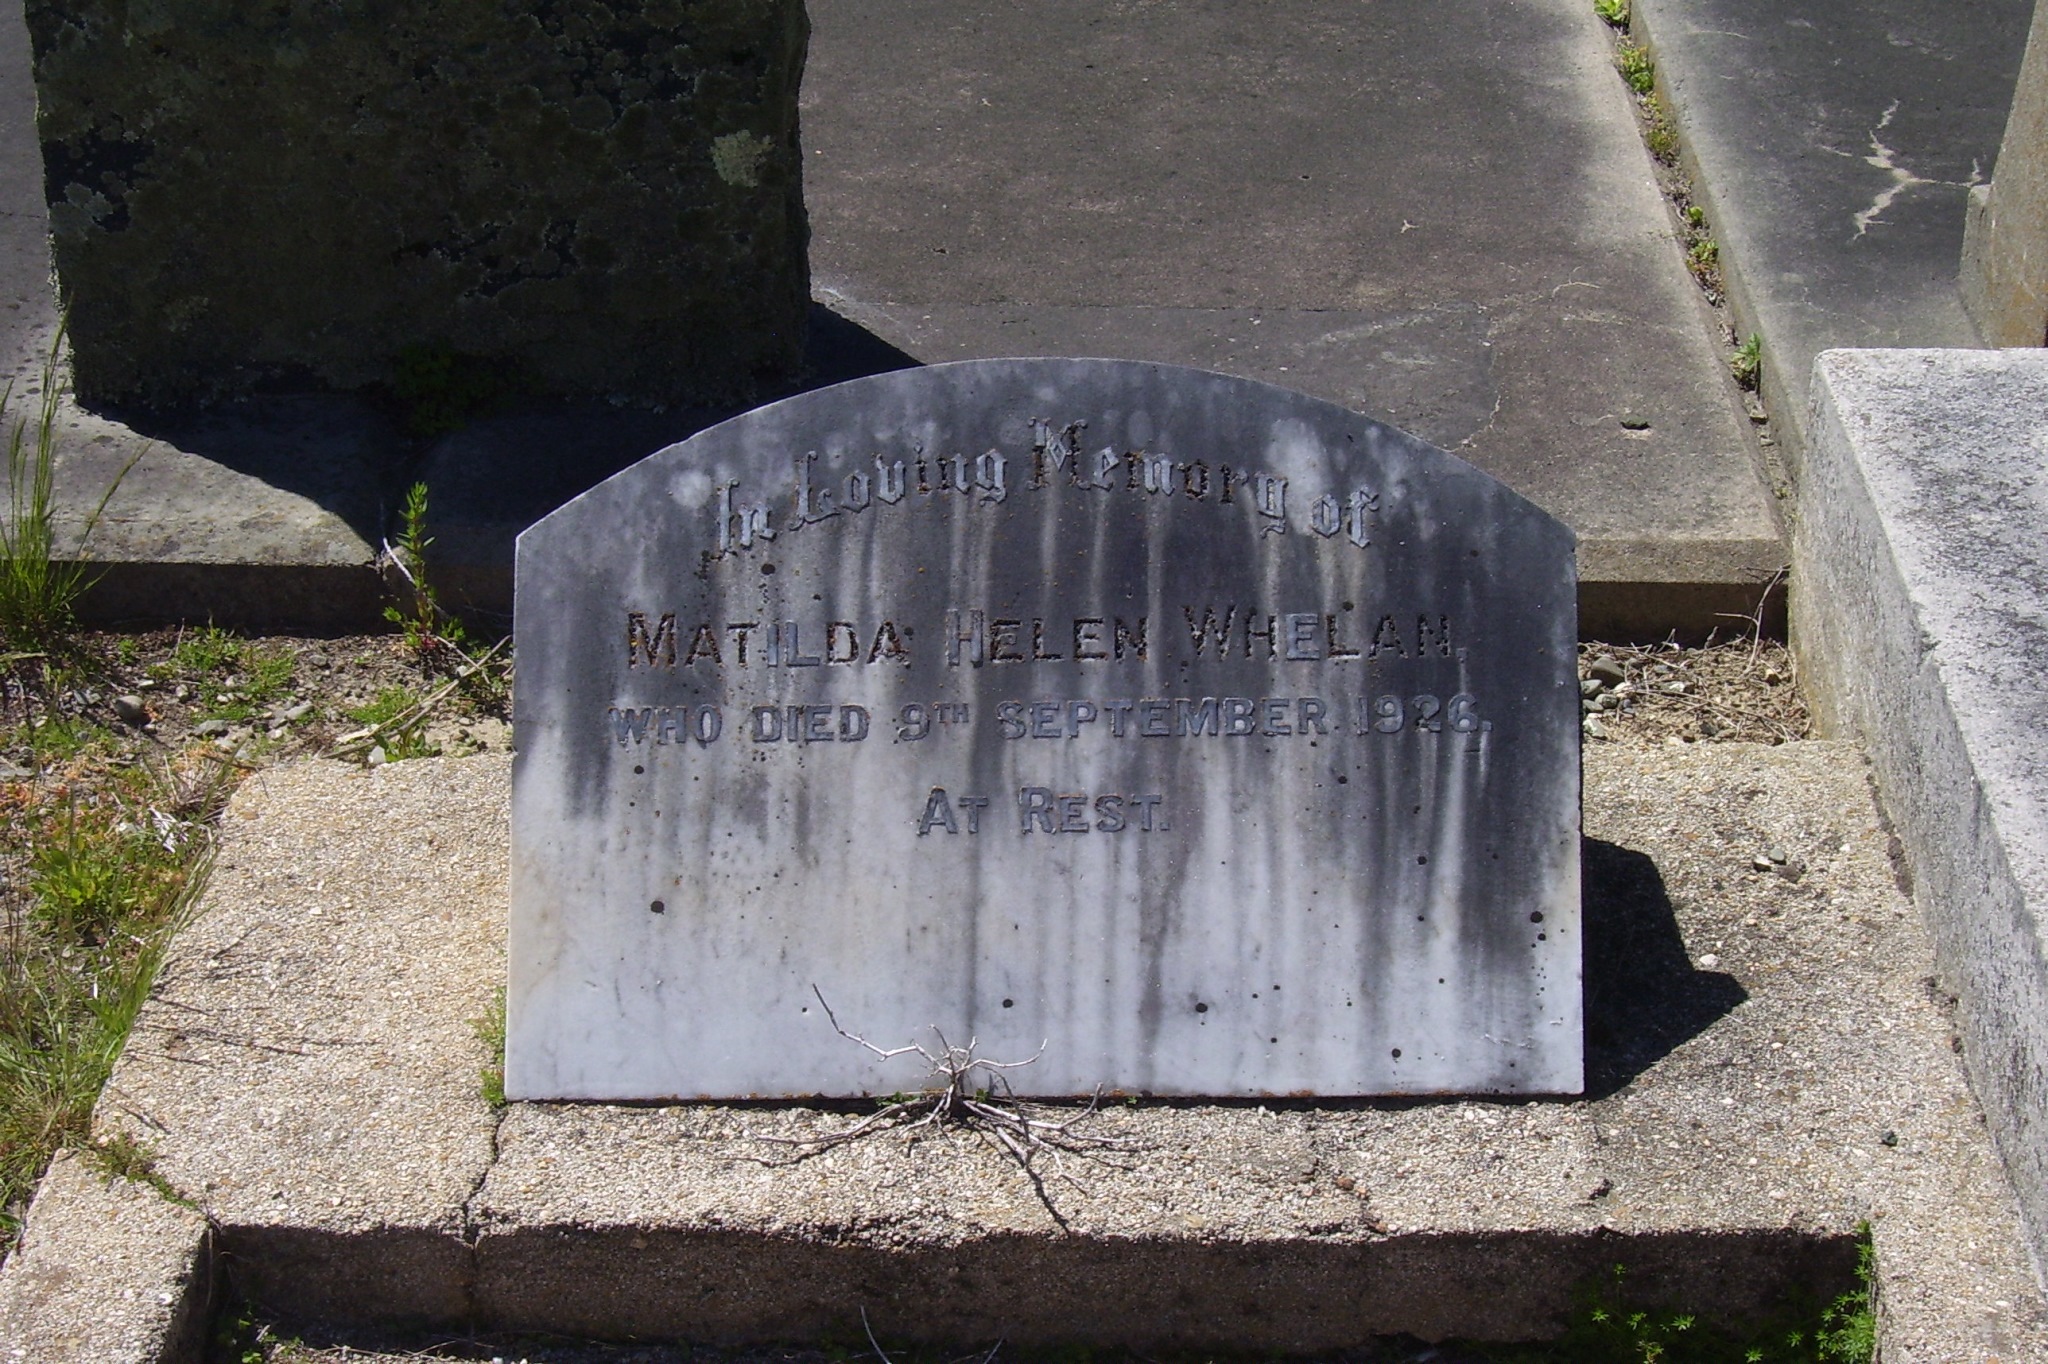 In Loving Memory of
MATILDA HELEN WHELAN,
WHO DIED 9TH SEPTEMBER 1926.
AT REST.